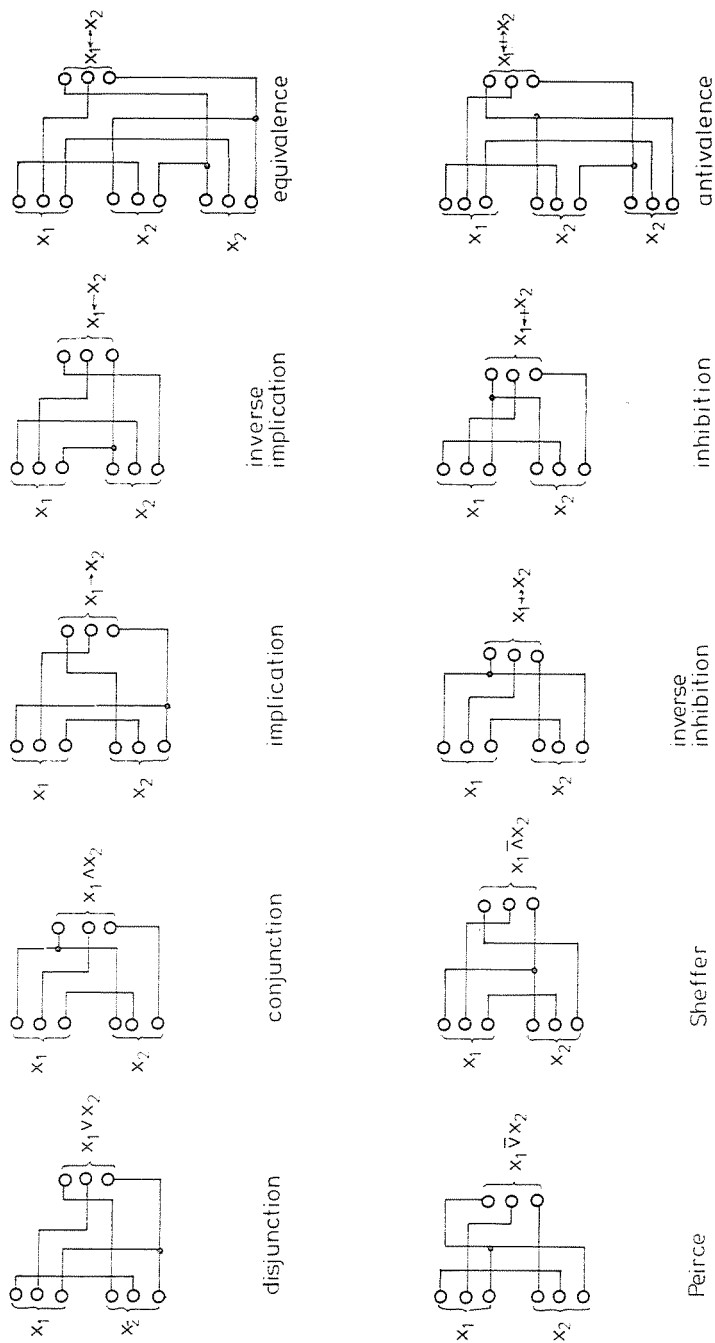 x₁ x₂ x₁∨x₂
disjunction
x₁ x₂ x₁∧x₂
conjunction
x₁ x₂ x₁→x₂
implication
x₁ x₂ x₁←x₂
inverse
implication
x₁ x₂ x₂ x₁↔x₂
equivalence
x₁ x₂ x₁⊽x₂
Peirce
x₁ x₂ x₁⊼x₂
Sheffer
x₁ x₂ x₁↛x₂
inverse
inhibition
x₁ x₂ x₁↚x₂
inhibition
x₁ x₂ x₂ x₁↮x₂
antivalence